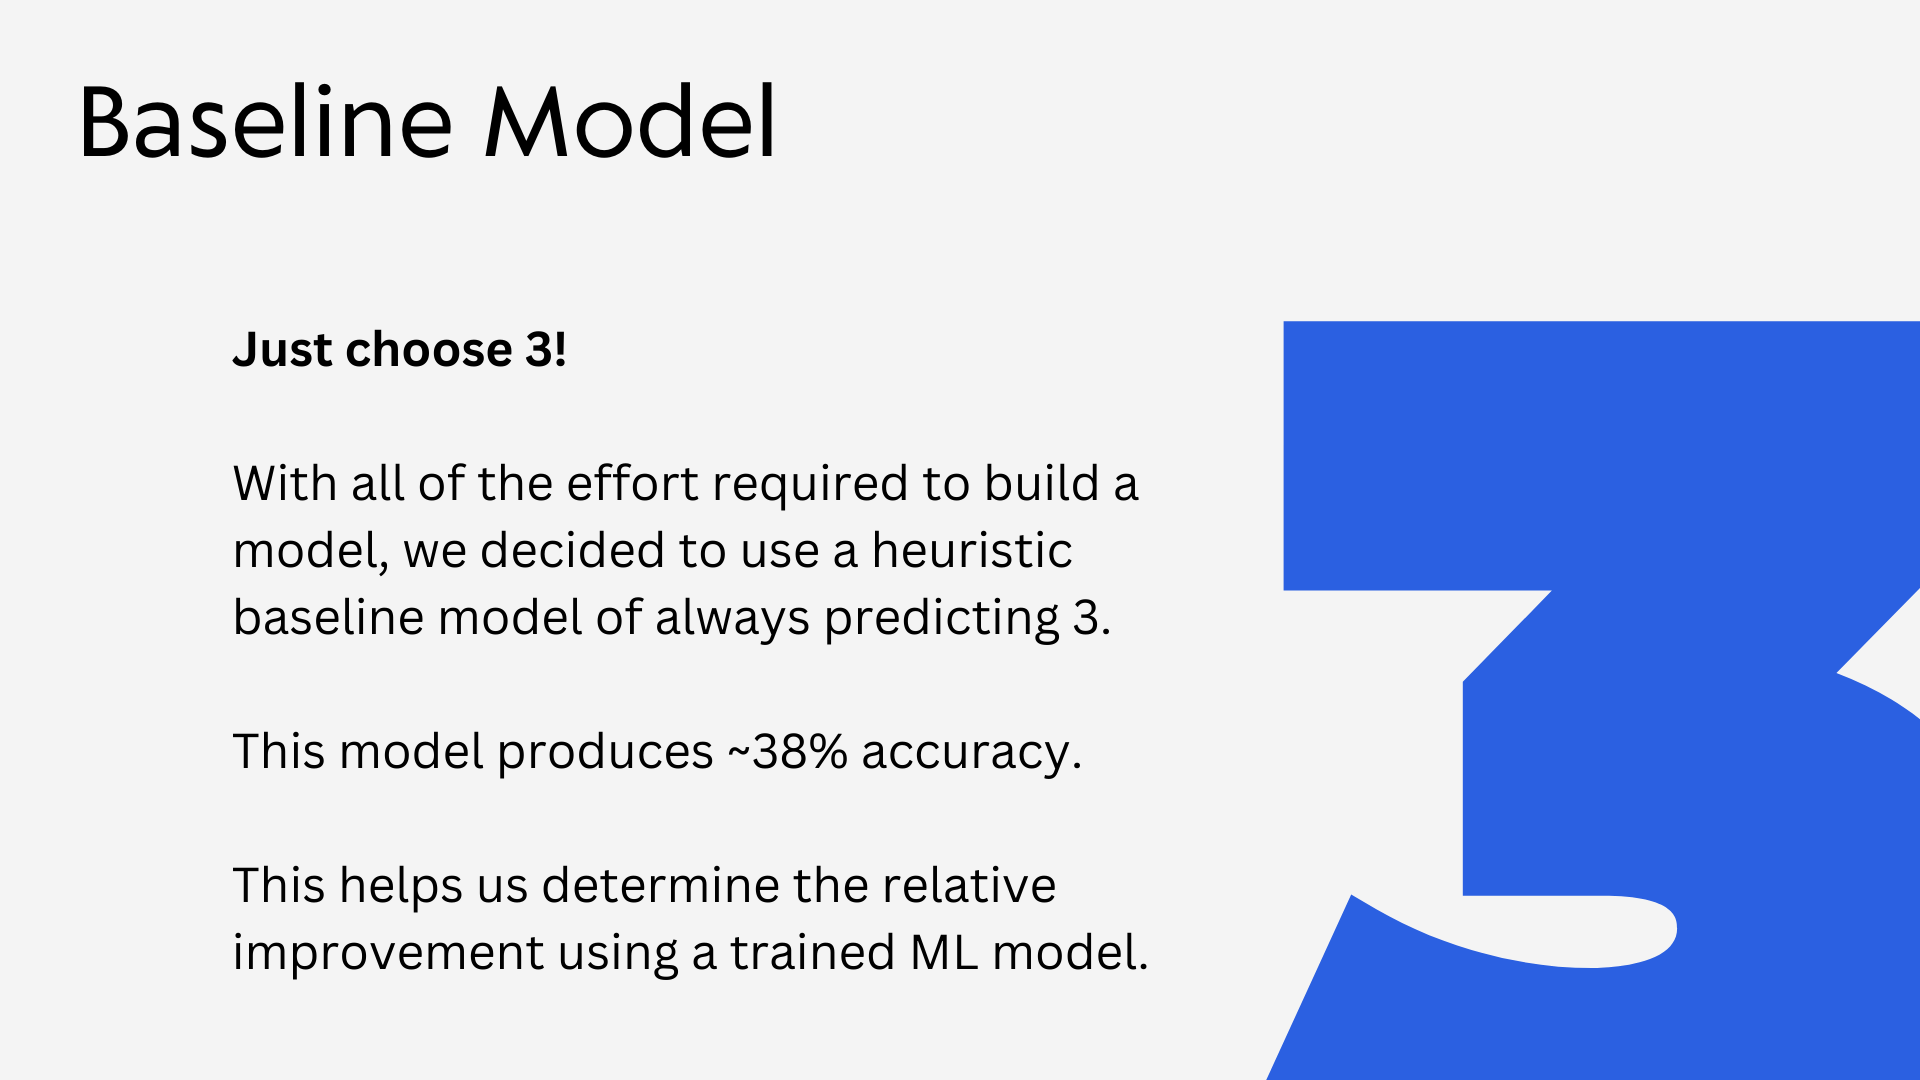 Baseline Model
Just choose 3!
With all of the effort required to build a
model, we decided to use a heuristic
baseline model of always predicting 3.
This model produces ~38% accuracy.
This helps us determine the relative
improvement using a trained ML model.
3